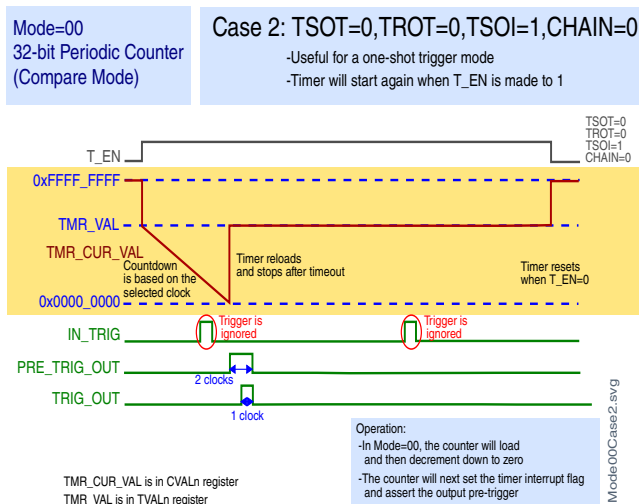 Mode=00
32-bit Periodic Counter
(Compare Mode)
Case 2: TSOT=0,TROT=0,TSOI=1,CHAIN=0
-Useful for a one-shot trigger mode
-Timer will start again when T_EN is made to 1
TSOT=0
TROT=0
TSOI=1
CHAIN=0
T_EN
0xFFFF_FFFF
TMR_VAL
TMR_CUR_VAL
Countdown
is based on the
selected clock
Timer reloads
and stops after timeout
Timer resets
when T_EN=0
0x0000_0000
IN_TRIG
Trigger is
ignored
Trigger is
ignored
PRE_TRIG_OUT
2 clocks
TRIG_OUT
1 clock
Operation:
-In Mode=00, the counter will load
and then decrement down to zero
-The counter will next set the timer interrupt flag
and assert the output pre-trigger
TMR_CUR_VAL is in CVALn register
TMR_VAL is in TVALn register
Mode00Case2.svg